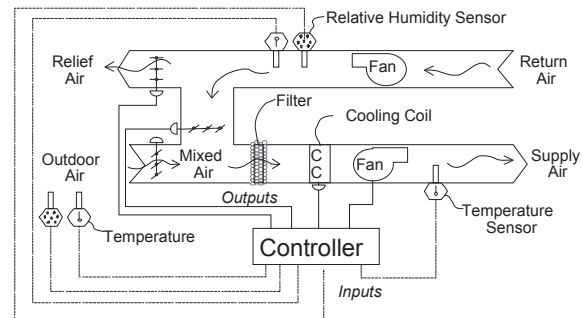 Relative Humidity Sensor
Relief
Air
Fan
Return
Air
Filter
Cooling Coil
Outdoor
Air
Mixed
Air
C
C
Fan
Supply
Air
Outputs
Temperature
Temperature
Sensor
Controller
Inputs